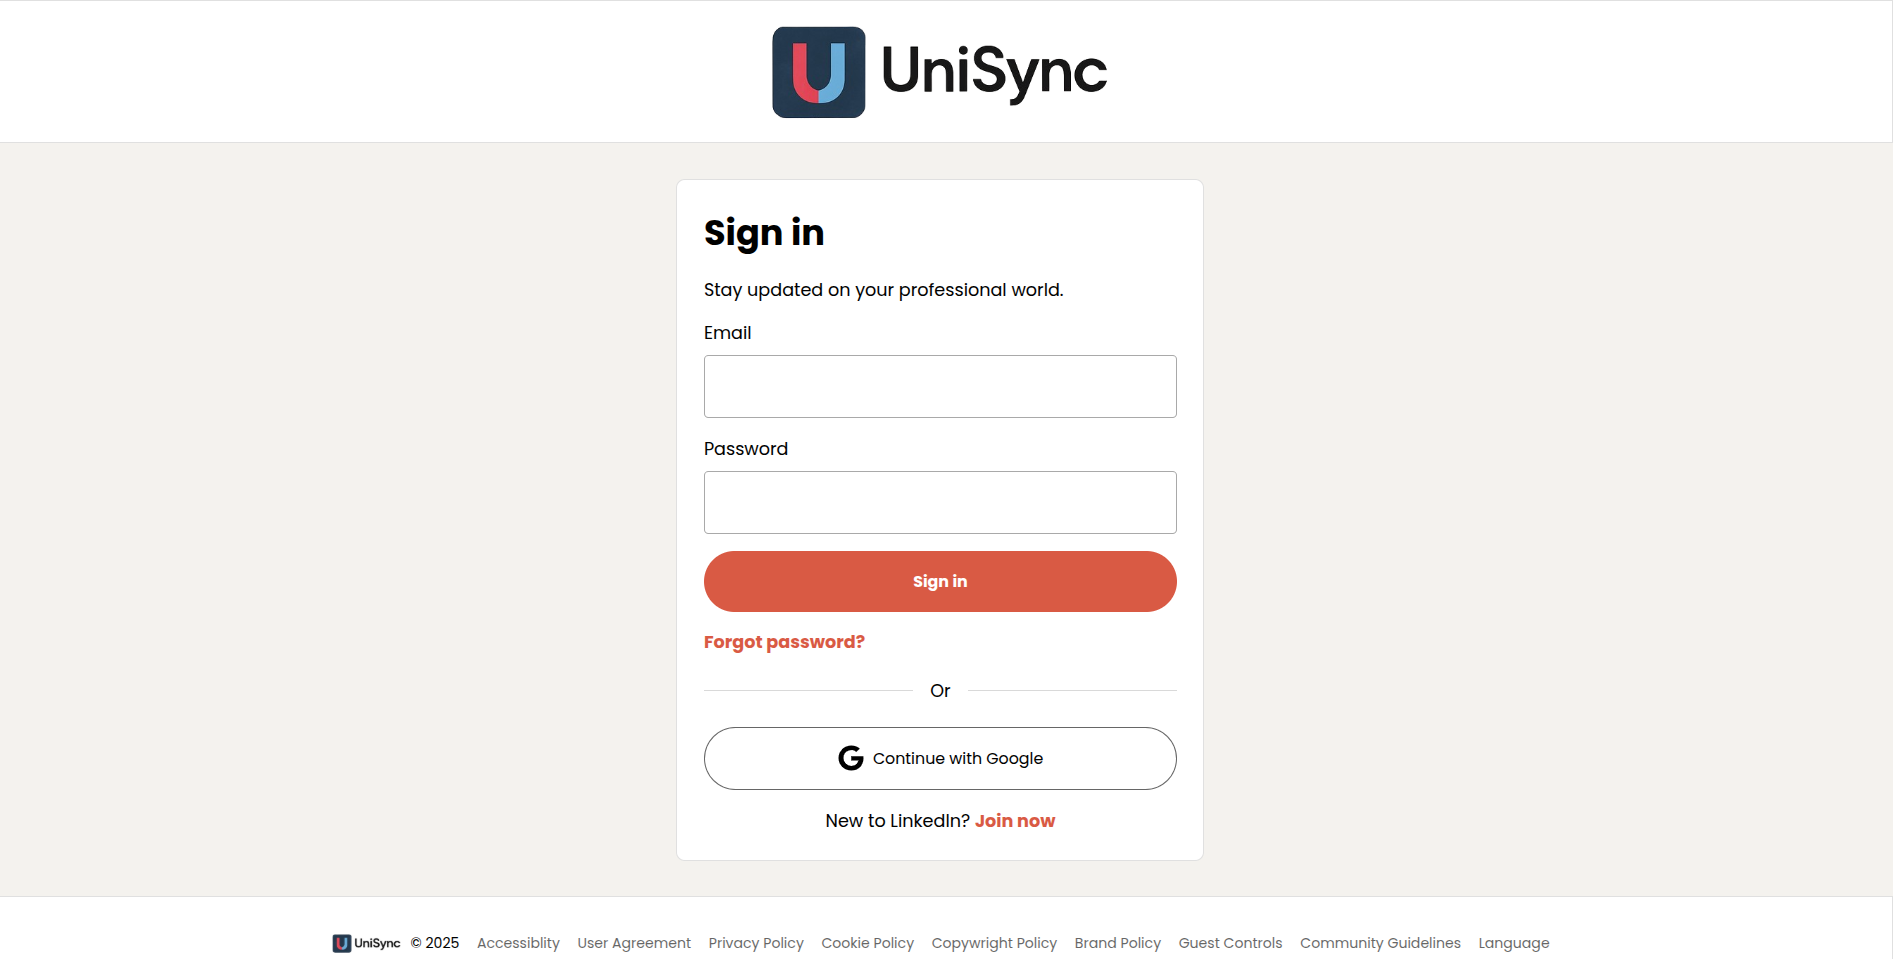 UniSync
Sign in
Stay updated on your professional world.
Email
Password
Sign in
Forgot password?
Or
Continue with Google
New to LinkedIn? Join now
UniSync © 2025 Accessiblity User Agreement Privacy Policy Cookie Policy Copywright Policy Brand Policy Guest Controls Community Guidelines Language